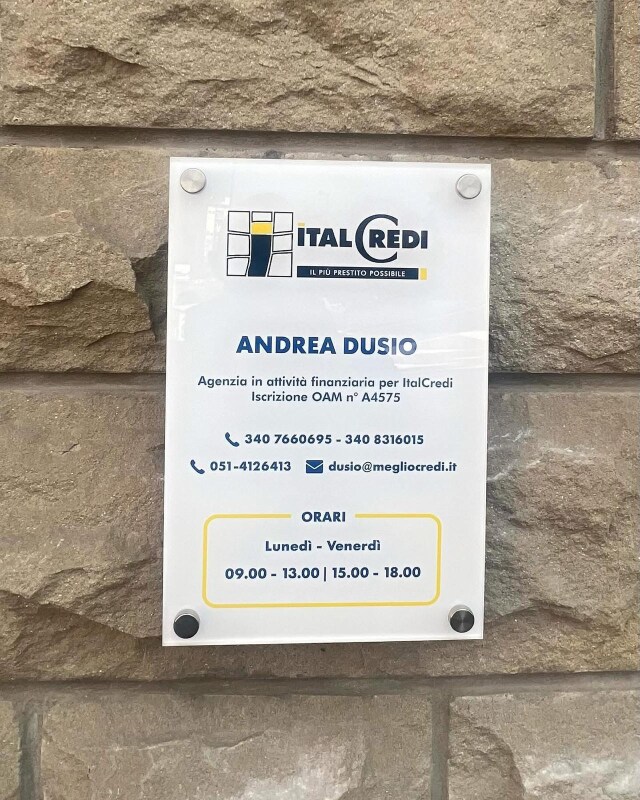 ITALCREDI
IL PIÙ PRESTITO POSSIBILE
ANDREA DUSIO
Agenzia in attività finanziaria per ItalCredi
Iscrizione OAM n° A4575
340 7660695 - 340 8316015
051-4126413 dusio@megliocredi.it
ORARI
Lunedì - Venerdì
09.00 - 13.00 | 15.00 - 18.00